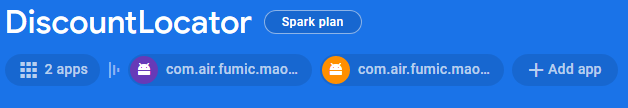 DiscountLocator Spark plan
2 apps com.air.fumic.mao... com.air.fumic.mao... + Add app